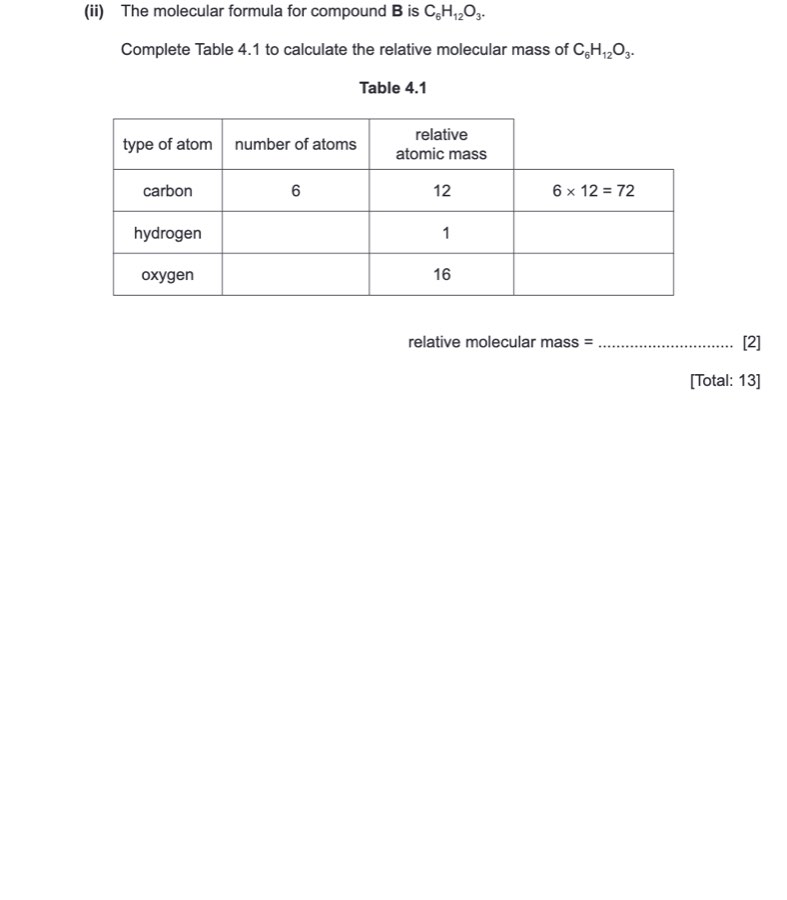 (ii) The molecular formula for compound B is C₆H₁₂O₃.
Complete Table 4.1 to calculate the relative molecular mass of C₆H₁₂O₃.
Table 4.1
type of atom number of atoms relative atomic mass
carbon 6 12 6 × 12 = 72
hydrogen 1
oxygen 16
relative molecular mass = .............................. [2]
[Total: 13]